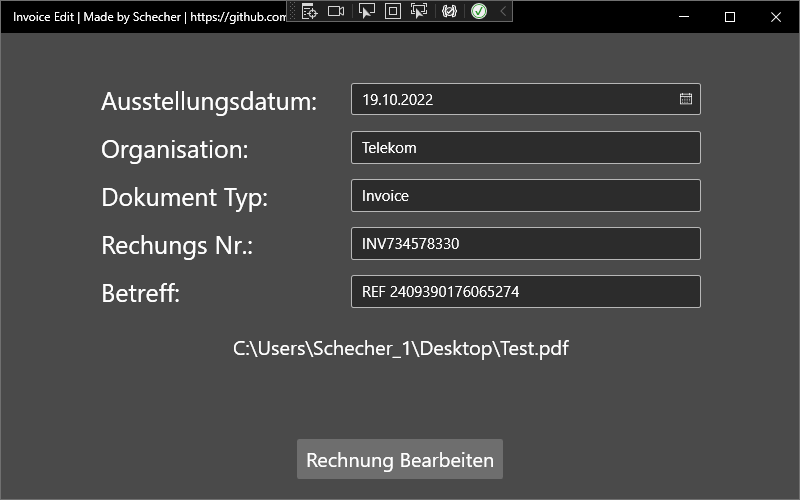 Invoice Edit | Made by Schecher | https://github.com
Ausstellungsdatum:
19.10.2022
Organisation:
Telekom
Dokument Typ:
Invoice
Rechungs Nr.:
INV734578330
Betreff:
REF 2409390176065274
C:\Users\Schecher_1\Desktop\Test.pdf
Rechnung Bearbeiten